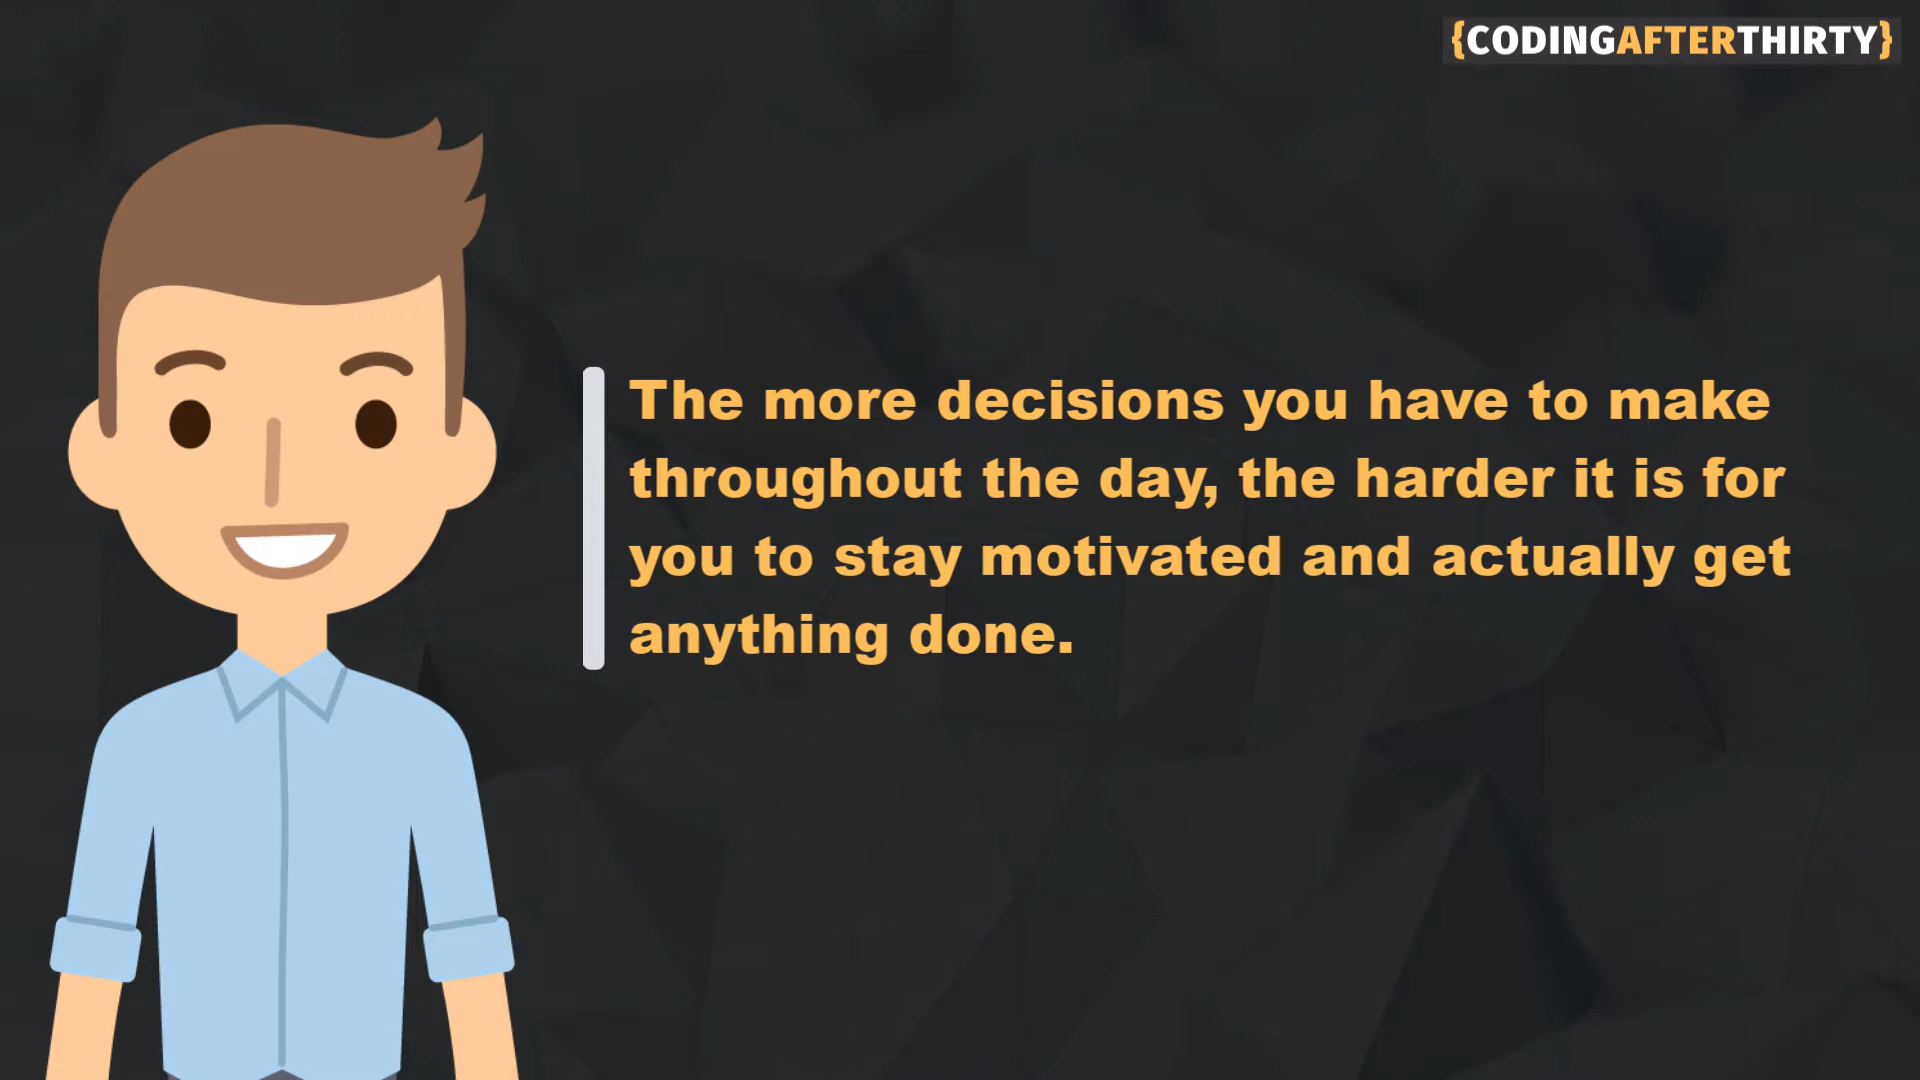 {CODINGAFTERTHIRTY}
The more decisions you have to make
throughout the day, the harder it is for
you to stay motivated and actually get
anything done.